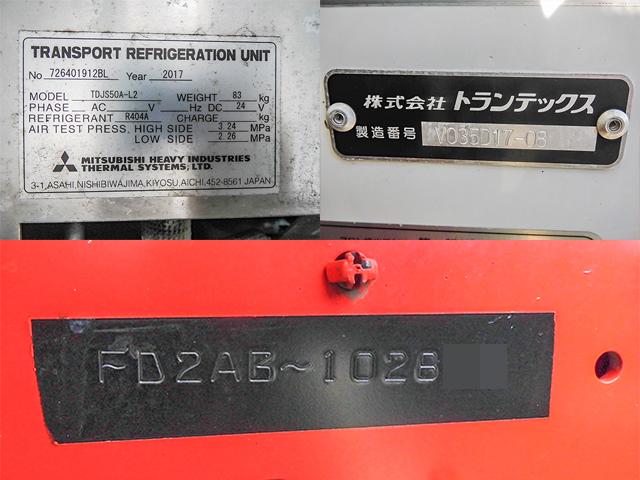 TRANSPORT REFRIGERATION UNIT
No 726401912BL Year 2017
MODEL TDJS50A-L2 WEIGHT 83 kg
PHASE AC V Hz DC 24 V
REFRIGERANT R404A CHARGE kg
AIR TEST PRESS, HIGH SIDE 3.24 MPa
LOW SIDE 2.26 MPa
MITSUBISHI HEAVY INDUSTRIES
THERMAL SYSTEMS, LTD.
3-1, ASAHI, NISHIBIWAJIMA, KIYOSU, AICHI, 452-8561 JAPAN
株式会社 トランテックス
製造番号 V035D17-08
FD2AB~1028